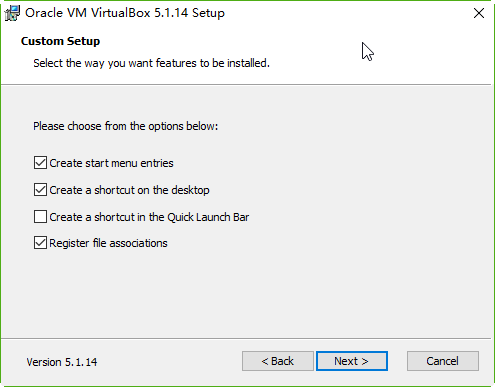 Oracle VM VirtualBox 5.1.14 Setup
Custom Setup
Select the way you want features to be installed.
Please choose from the options below:
Create start menu entries
Create a shortcut on the desktop
Create a shortcut in the Quick Launch Bar
Register file associations
Version 5.1.14
< Back
Next >
Cancel